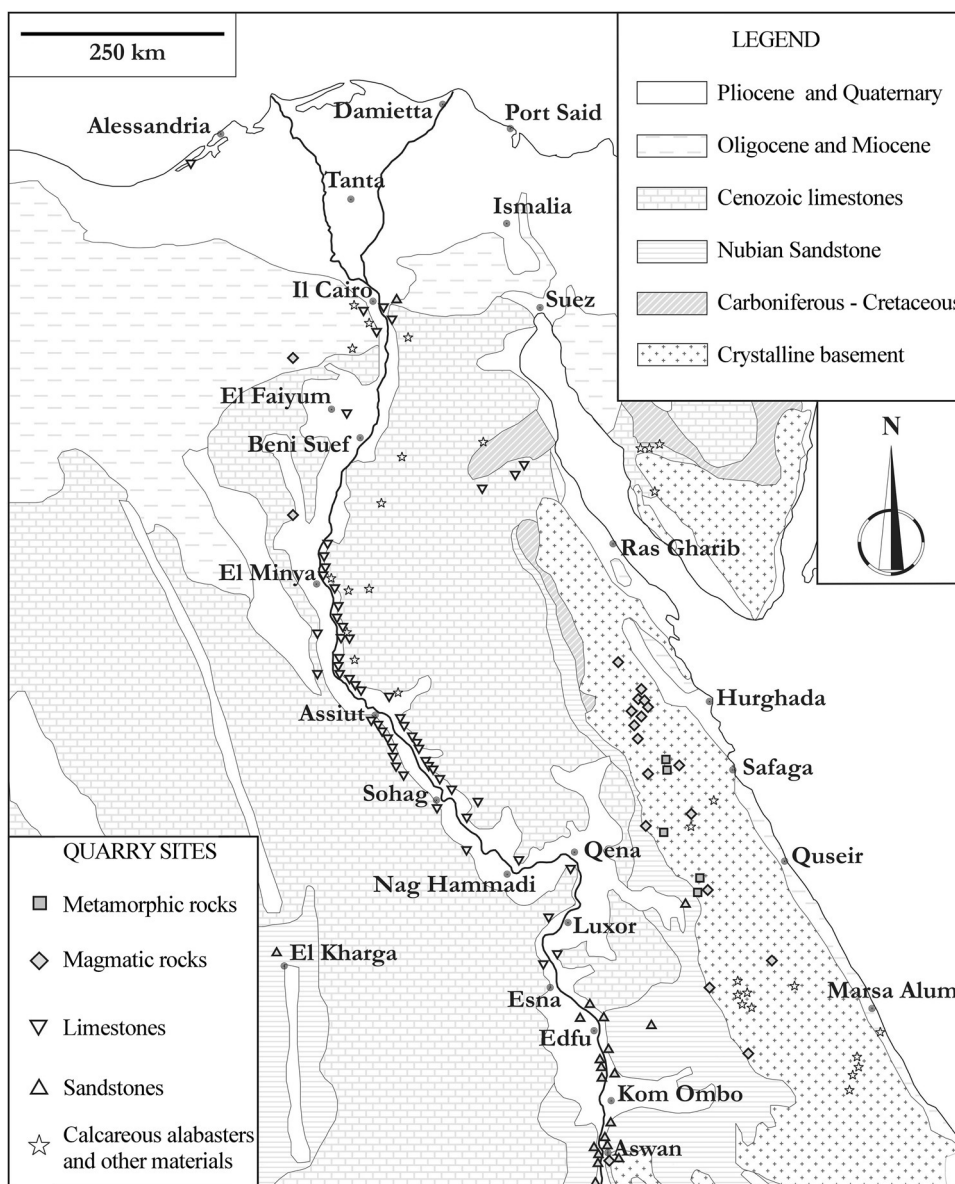 250 km
LEGEND
Pliocene and Quaternary
Oligocene and Miocene
Cenozoic limestones
Nubian Sandstone
Carboniferous - Cretaceous
Crystalline basement
N
Alessandria
Damietta
Port Said
Tanta
Ismalia
Il Cairo
Suez
El Faiyum
Beni Suef
Ras Gharib
El Minya
Hurghada
Assiut
Safaga
Sohag
Qena
Quseir
Nag Hammadi
Luxor
El Kharga
Esna
Marsa Alum
Edfu
Kom Ombo
Aswan
QUARRY SITES
Metamorphic rocks
Magmatic rocks
Limestones
Sandstones
Calcareous alabasters
and other materials